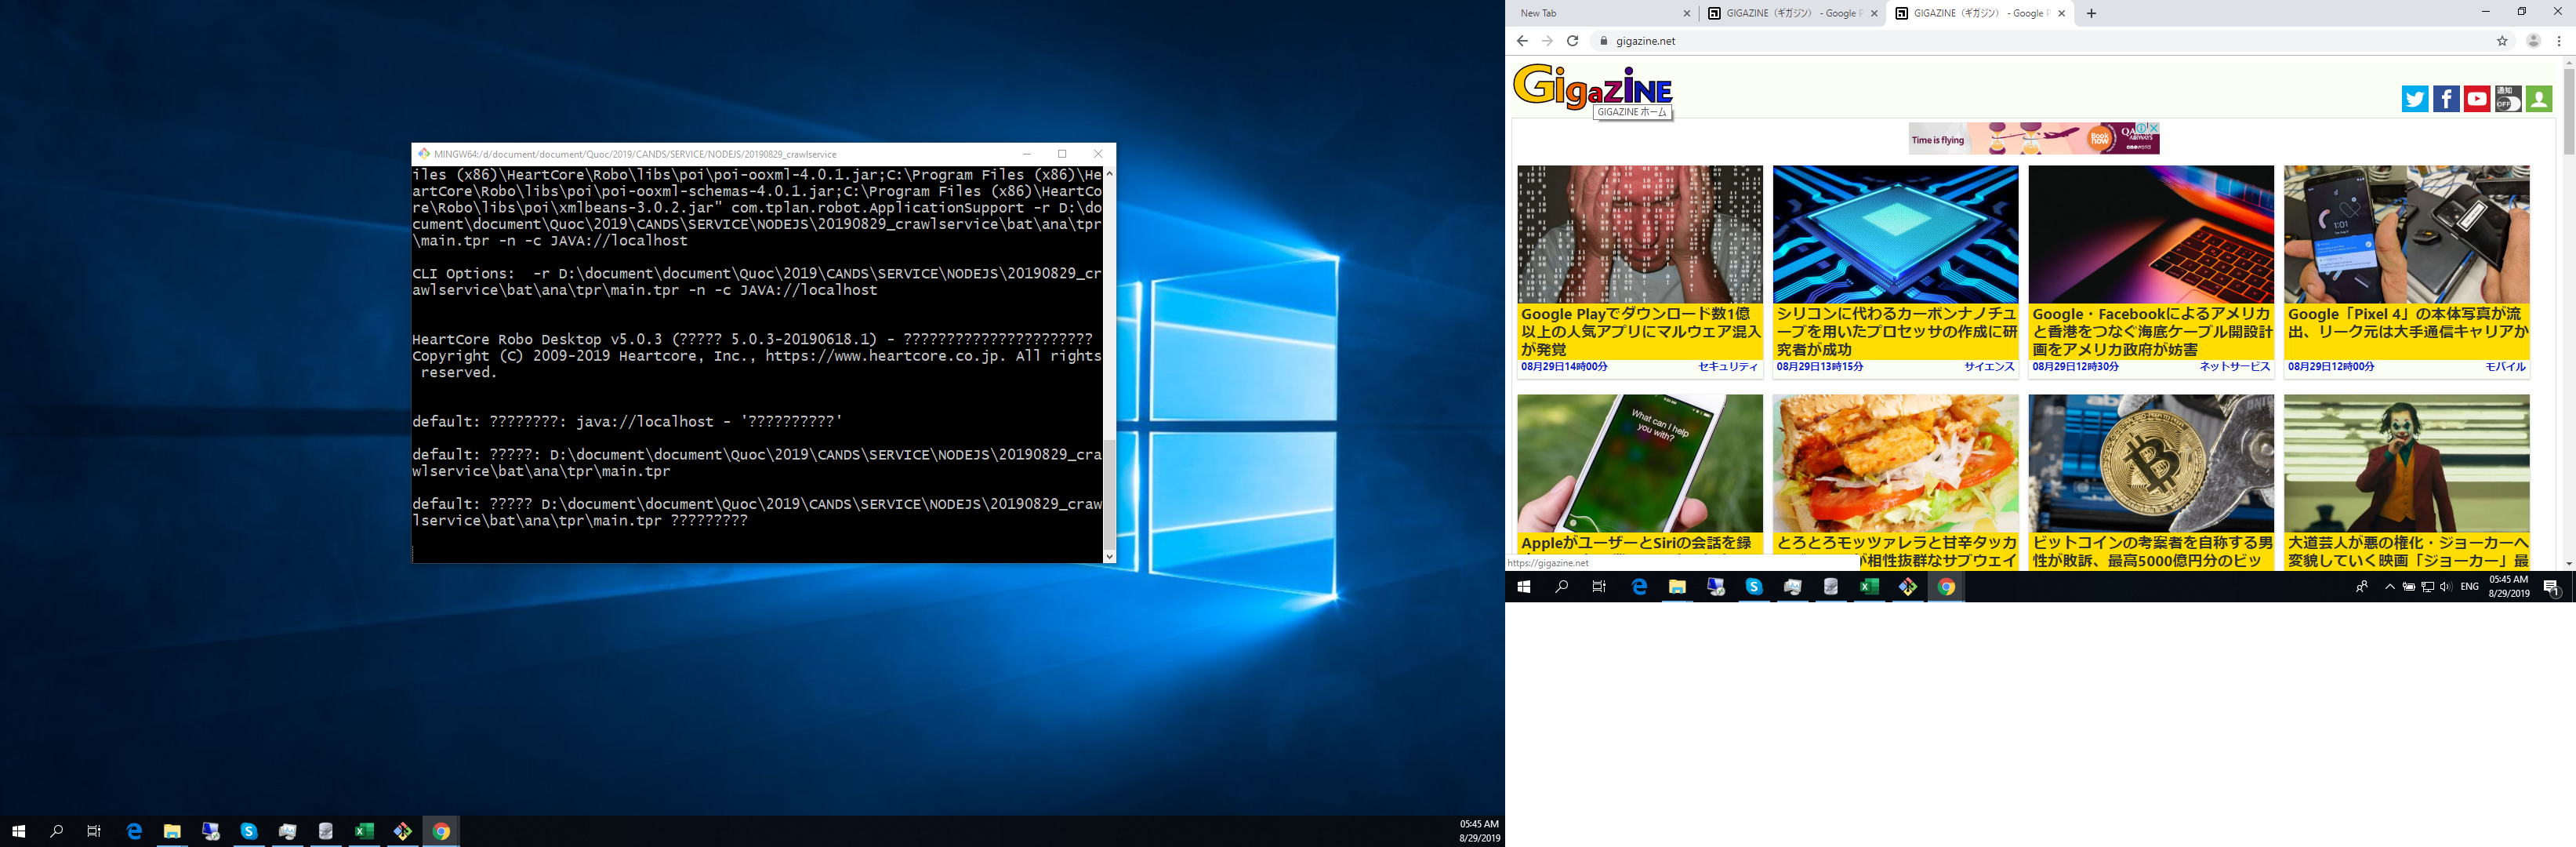 MINGW64:/d/document/document/Quoc/2019/CANDS/SERVICE/NODEJS/20190829_crawlservice
iles (x86)\HeartCore\Robo\libs\poi\poi-ooxml-4.0.1.jar;C:\Program Files (x86)\He
artCore\Robo\libs\poi\poi-ooxml-schemas-4.0.1.jar;C:\Program Files (x86)\HeartCo
re\Robo\libs\poi\xmlbeans-3.0.2.jar" com.tplan.robot.ApplicationSupport -r D:\do
cument\document\Quoc\2019\CANDS\SERVICE\NODEJS\20190829_crawlservice\bat\ana\tpr
\main.tpr -n -c JAVA://localhost
CLI Options:  -r D:\document\document\Quoc\2019\CANDS\SERVICE\NODEJS\20190829_cr
awlservice\bat\ana\tpr\main.tpr -n -c JAVA://localhost
HeartCore Robo Desktop v5.0.3 (????? 5.0.3-20190618.1) - ??????????????????????
Copyright (C) 2009-2019 Heartcore, Inc., https://www.heartcore.co.jp. All rights
 reserved.
default: ????????: java://localhost - '??????????'
default: ?????: D:\document\document\Quoc\2019\CANDS\SERVICE\NODEJS\20190829_cra
wlservice\bat\ana\tpr\main.tpr
default: ????? D:\document\document\Quoc\2019\CANDS\SERVICE\NODEJS\20190829_craw
lservice\bat\ana\tpr\main.tpr ?????????
05:45 AM
8/29/2019
New Tab
GIGAZINE（ギガジン） - Google P
GIGAZINE（ギガジン） - Google P
gigazine.net
GigaZiNE
GIGAZINE ホーム
通知
OFF
Time is flying
Book now
QA
AIRWAYS
oneworld
Google Playでダウンロード数1億
以上の人気アプリにマルウェア混入
が発覚
08月29日14時00分 セキュリティ
シリコンに代わるカーボンナノチュ
ーブを用いたプロセッサの作成に研
究者が成功
08月29日13時15分 サイエンス
Google・Facebookによるアメリカ
と香港をつなぐ海底ケーブル開設計
画をアメリカ政府が妨害
08月29日12時30分 ネットサービス
1:01
Google「Pixel 4」の本体写真が流
出、リーク元は大手通信キャリアか
08月29日12時00分 モバイル
What can I help
you with?
AppleがユーザーとSiriの会話を録
とろとろモッツァレラと甘辛タッカ
が相性抜群なサブウェイ
ビットコインの考案者を自称する男
性が敗訴、最高5000億円分のビッ
大道芸人が悪の権化・ジョーカーへ
変貌していく映画「ジョーカー」最
https://gigazine.net
ENG
05:45 AM
8/29/2019
1